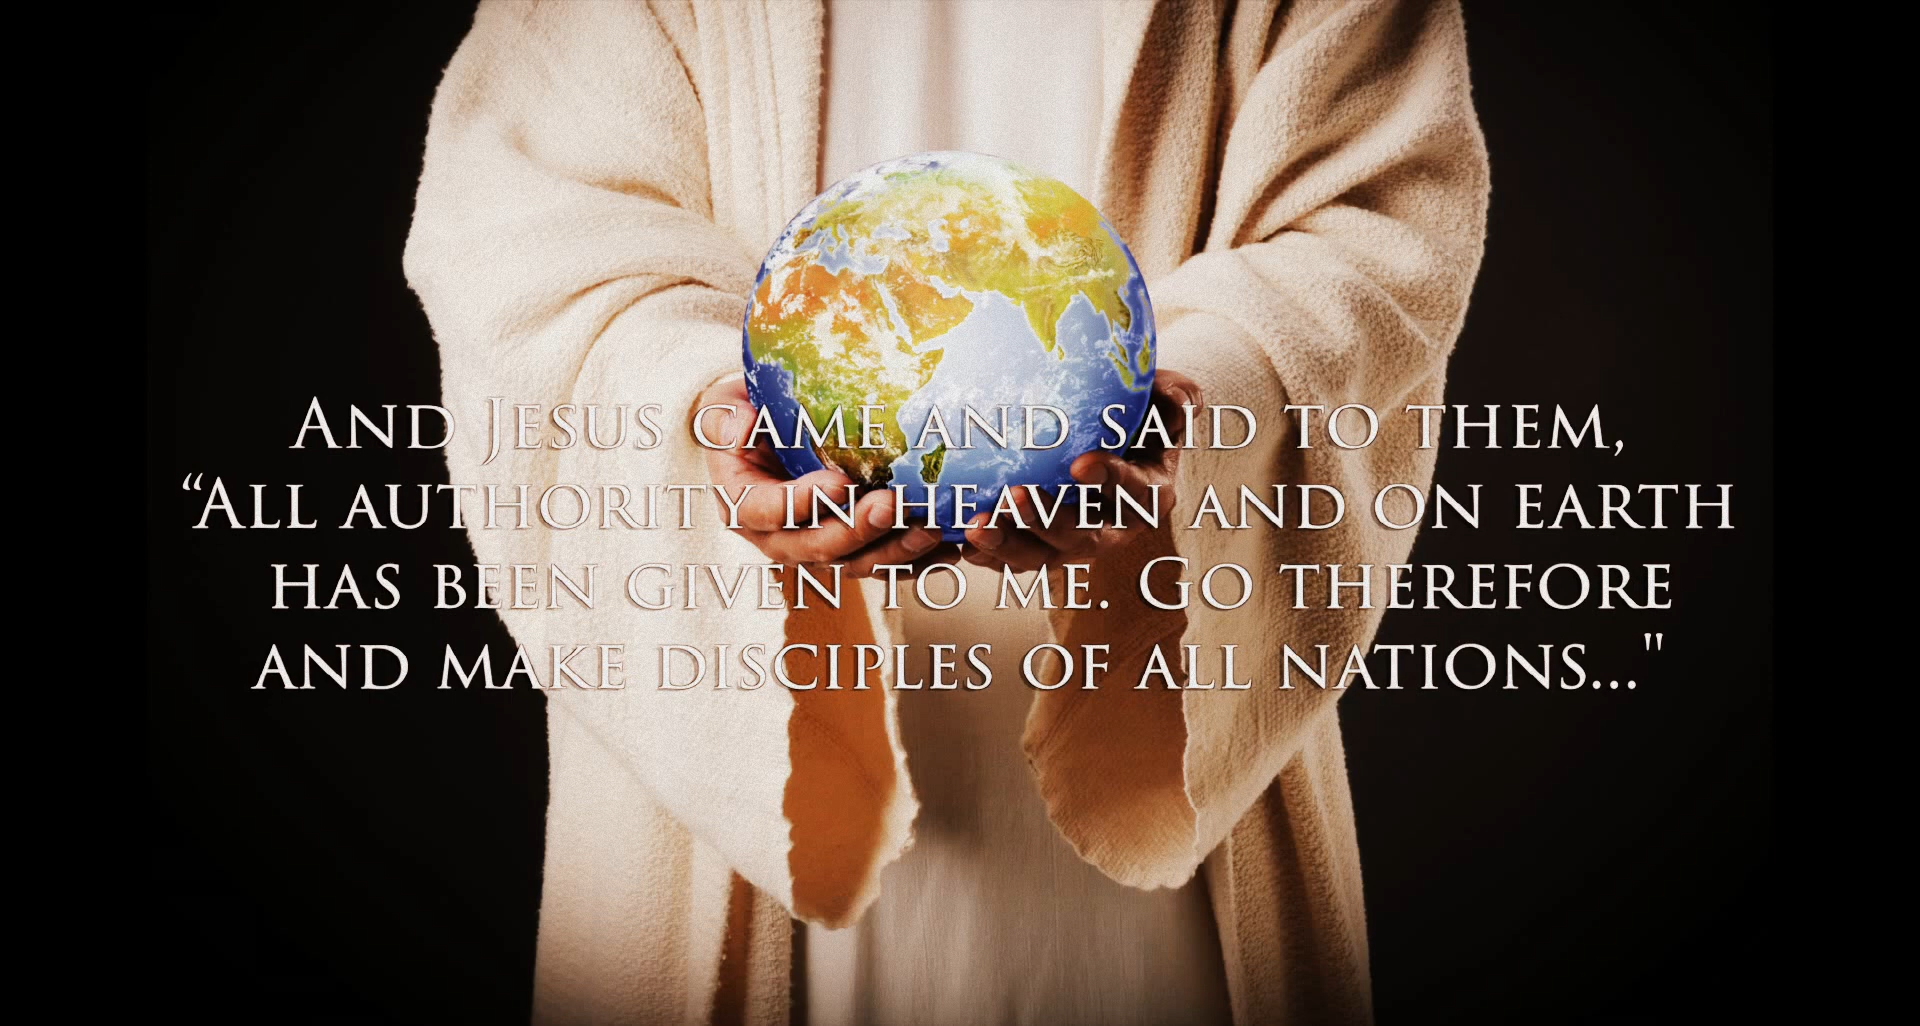 And Jesus came and said to them,
“All authority in heaven and on earth
has been given to me. Go therefore
and make disciples of all nations..."